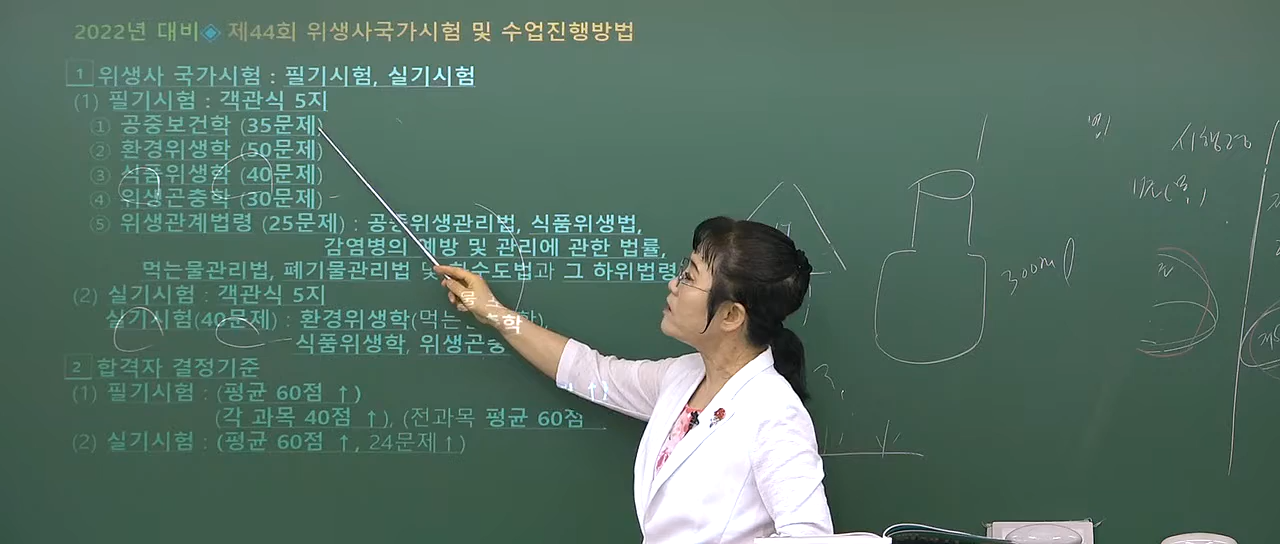 2022년 대비◈ 제44회 위생사국가시험 및 수업진행방법
1 위생사 국가시험 : 필기시험, 실기시험
(1) 필기시험 : 객관식 5지
① 공중보건학 (35문제)
② 환경위생학 (50문제)
③ 식품위생학 (40문제)
④ 위생곤충학 (30문제)
⑤ 위생관계법령 (25문제) : 공중위생관리법, 식품위생법,
감염병의 예방 및 관리에 관한 법률,
먹는물관리법, 폐기물관리법 및 하수도법과 그 하위법령
(2) 실기시험 : 객관식 5지
실기시험(40문제) : 환경위생학(먹는물 학),
식품위생학, 위생곤충학
2 합격자 결정기준
(1) 필기시험 : (평균 60점 ↑)
(각 과목 40점 ↑), (전과목 평균 60점 ↑)
(2) 실기시험 : (평균 60점 ↑, 24문제↑)
법
시행령
300ml